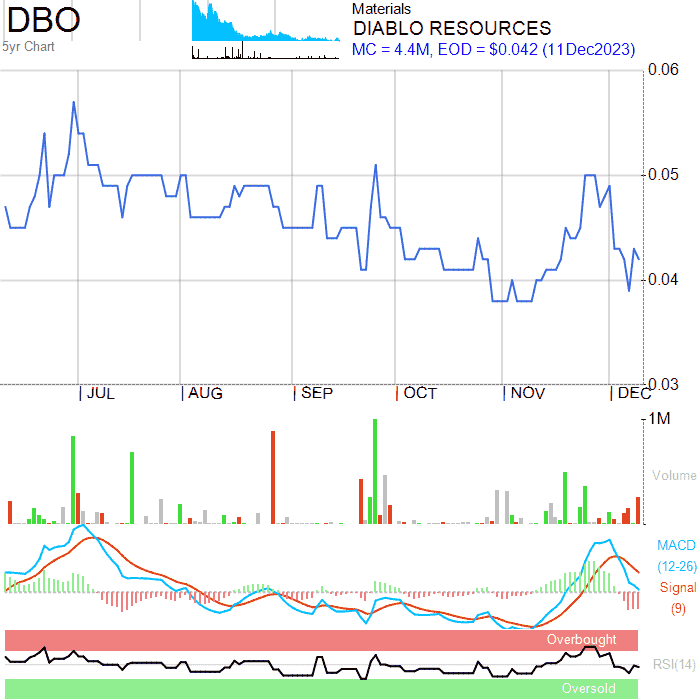 DBO
5yr Chart
Materials
DIABLO RESOURCES
MC = 4.4M, EOD = $0.042 (11Dec2023)
0.06
0.05
0.04
0.03
JUL AUG SEP OCT NOV DEC
1M
Volume
MACD
(12-26)
Signal
(9)
Overbought
RSI(14)
Oversold